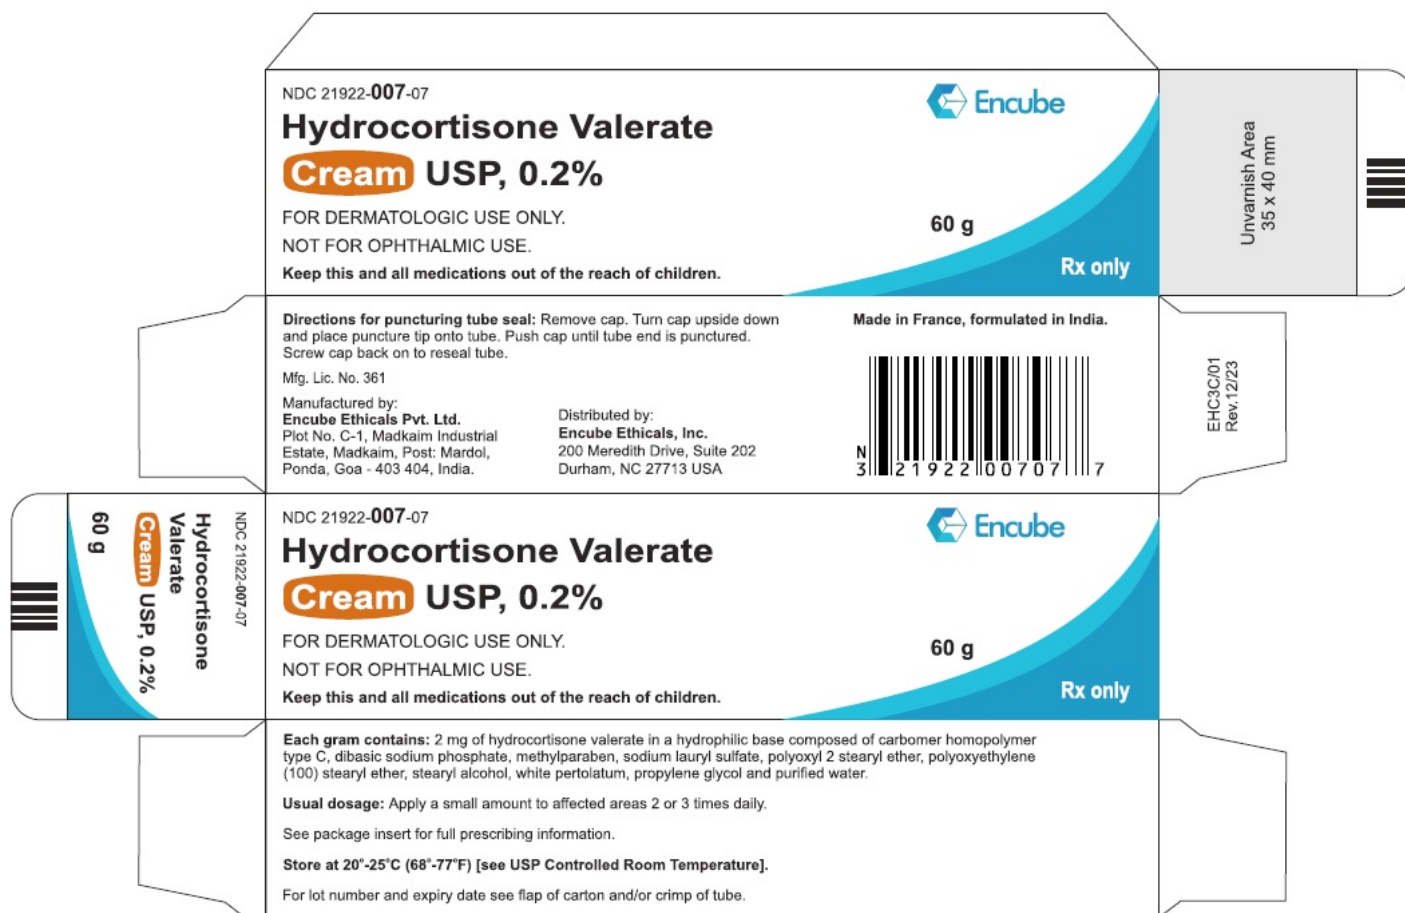 NDC 21922-007-07
Encube
Hydrocortisone Valerate
Cream USP, 0.2%
FOR DERMATOLOGIC USE ONLY.
60 g
NOT FOR OPHTHALMIC USE.
Keep this and all medications out of the reach of children.
Rx only
Unvarnish Area
35 x 40 mm
Directions for puncturing tube seal: Remove cap. Turn cap upside down
and place puncture tip onto tube. Push cap until tube end is punctured.
Screw cap back on to reseal tube.
Mfg. Lic. No. 361
Manufactured by:
Encube Ethicals Pvt. Ltd.
Plot No. C-1, Madkaim Industrial
Estate, Madkaim, Post: Mardol,
Ponda, Goa - 403 404, India.
Distributed by:
Encube Ethicals, Inc.
200 Meredith Drive, Suite 202
Durham, NC 27713 USA
Made in France, formulated in India.
N
3 21922 00707 7
EHC3C/01
Rev.12/23
NDC 21922-007-07
Hydrocortisone
Valerate
Cream USP, 0.2%
60 g
NDC 21922-007-07
Encube
Hydrocortisone Valerate
Cream USP, 0.2%
FOR DERMATOLOGIC USE ONLY.
60 g
NOT FOR OPHTHALMIC USE.
Keep this and all medications out of the reach of children.
Rx only
Each gram contains: 2 mg of hydrocortisone valerate in a hydrophilic base composed of carbomer homopolymer
type C, dibasic sodium phosphate, methylparaben, sodium lauryl sulfate, polyoxyl 2 stearyl ether, polyoxyethylene
(100) stearyl ether, stearyl alcohol, white pertolatum, propylene glycol and purified water.
Usual dosage: Apply a small amount to affected areas 2 or 3 times daily.
See package insert for full prescribing information.
Store at 20°-25°C (68°-77°F) [see USP Controlled Room Temperature].
For lot number and expiry date see flap of carton and/or crimp of tube.